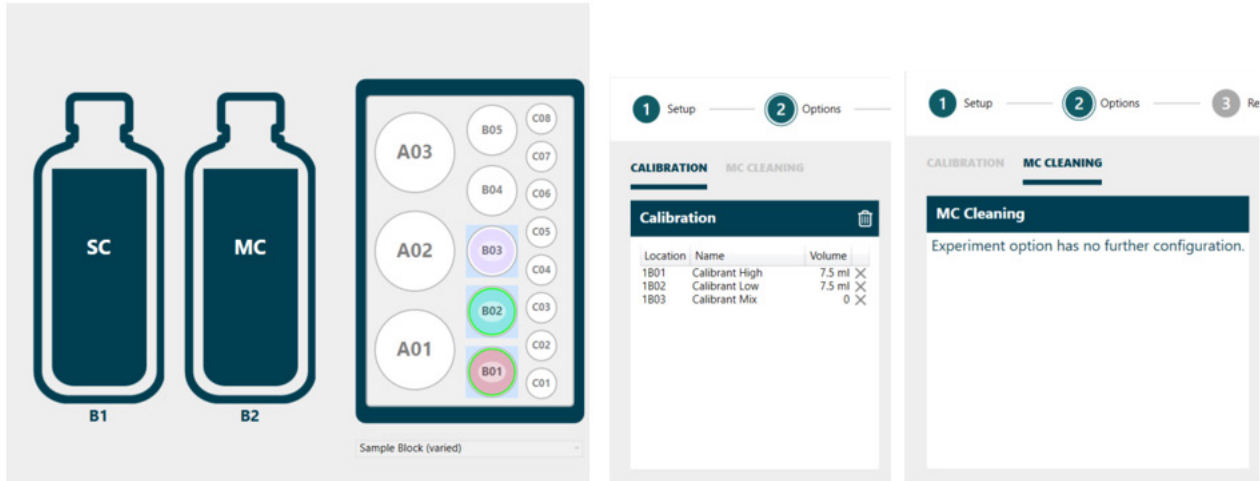 SC
MC
B1
B2
A03
A02
A01
B05
B04
B03
B02
B01
C08
C07
C06
C05
C04
C03
C02
C01
Sample Block (varied)
1 Setup 2 Options
CALIBRATION MC CLEANING
Calibration
Location Name Volume
1B01 Calibrant High 7.5 ml
1B02 Calibrant Low 7.5 ml
1B03 Calibrant Mix 0
1 Setup 2 Options 3 Re
CALIBRATION MC CLEANING
MC Cleaning
Experiment option has no further configuration.